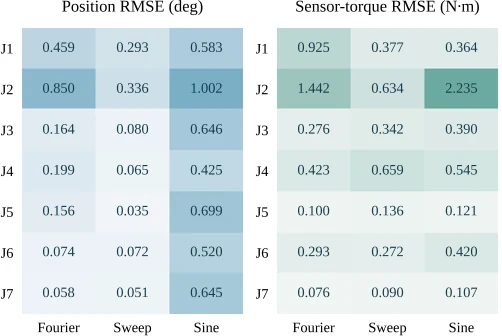 Position RMSE (deg) Sensor-torque RMSE (N·m)
J1 0.459 0.293 0.583 J1 0.925 0.377 0.364
J2 0.850 0.336 1.002 J2 1.442 0.634 2.235
J3 0.164 0.080 0.646 J3 0.276 0.342 0.390
J4 0.199 0.065 0.425 J4 0.423 0.659 0.545
J5 0.156 0.035 0.699 J5 0.100 0.136 0.121
J6 0.074 0.072 0.520 J6 0.293 0.272 0.420
J7 0.058 0.051 0.645 J7 0.076 0.090 0.107
Fourier Sweep Sine Fourier Sweep Sine